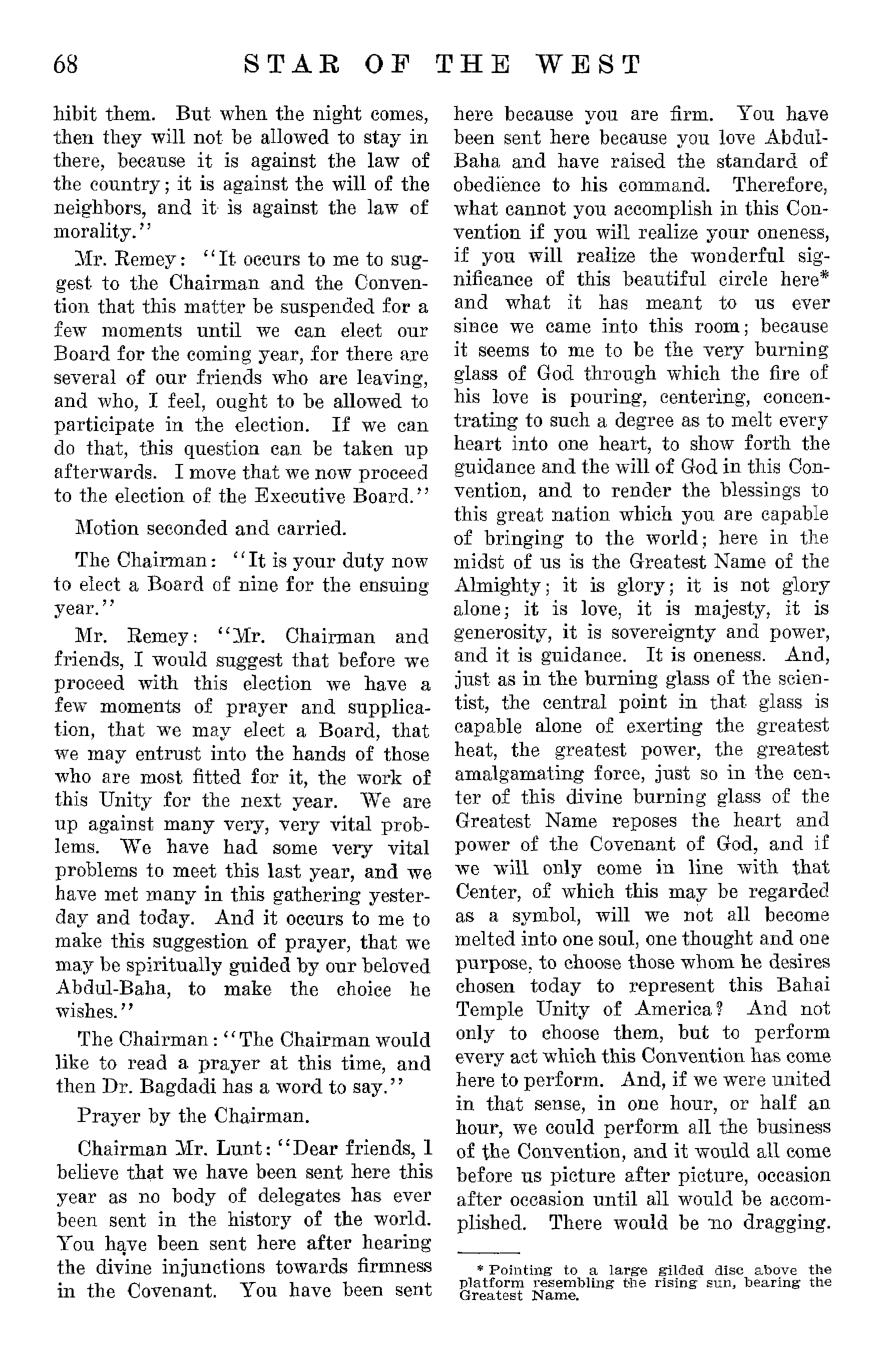 68 STAR OF THE WEST
hibit them. But when the night comes,
then they will not be allowed to stay in
there, because it is against the law of
the country; it is against the will of the
neighbors, and it is against the law of
morality.''
Mr. Remey: ''It occurs to me to sug-
gest to the Chairman and the Conven-
tion that this matter be suspended for a
few moments until we can elect our
Board for the coming year, for there are
several of our friends who are leaving,
and who, I feel, ought to be allowed to
participate in the election. If we can
do that, this question can be taken up
afterwards. I move that we now proceed
to the election of the Executive Board.''
Motion seconded and carried.
The Chairman: ''It is your duty now
to elect a Board of nine for the ensuing
year.''
Mr. Remey: ''Mr. Chairman and
friends, I would suggest that before we
proceed with this election we have a
few moments of prayer and supplica-
tion, that we may elect a Board, that
we may entrust into the hands of those
who are most fitted for it, the work of
this Unity for the next year. We are
up against many very, very vital prob-
lems. We have had some very vital
problems to meet this last year, and we
have met many in this gathering yester-
day and today. And it occurs to me to
make this suggestion of prayer, that we
may be spiritually guided by our beloved
Abdul-Baha, to make the choice he
wishes.''
The Chairman: ''The Chairman would
like to read a prayer at this time, and
then Dr. Bagdadi has a word to say.''
Prayer by the Chairman.
Chairman Mr. Lunt: ''Dear friends, I
believe that we have been sent here this
year as no body of delegates has ever
been sent in the history of the world.
You have been sent here after hearing
the divine injunctions towards firmness
in the Covenant. You have been sent
here because you are firm. You have
been sent here because you love Abdul-
Baha and have raised the standard of
obedience to his command. Therefore,
what cannot you accomplish in this Con-
vention if you will realize your oneness,
if you will realize the wonderful sig-
nificance of this beautiful circle here*
and what it has meant to us ever
since we came into this room; because
it seems to me to be the very burning
glass of God through which the fire of
his love is pouring, centering, concen-
trating to such a degree as to melt every
heart into one heart, to show forth the
guidance and the will of God in this Con-
vention, and to render the blessings to
this great nation which you are capable
of bringing to the world; here in the
midst of us is the Greatest Name of the
Almighty; it is glory; it is not glory
alone; it is love, it is majesty, it is
generosity, it is sovereignty and power,
and it is guidance. It is oneness. And,
just as in the burning glass of the scien-
tist, the central point in that glass is
capable alone of exerting the greatest
heat, the greatest power, the greatest
amalgamating force, just so in the cen-
ter of this divine burning glass of the
Greatest Name reposes the heart and
power of the Covenant of God, and if
we will only come in line with that
Center, of which this may be regarded
as a symbol, will we not all become
melted into one soul, one thought and one
purpose, to choose those whom he desires
chosen today to represent this Bahai
Temple Unity of America? And not
only to choose them, but to perform
every act which this Convention has come
here to perform. And, if we were united
in that sense, in one hour, or half an
hour, we could perform all the business
of the Convention, and it would all come
before us picture after picture, occasion
after occasion until all would be accom-
plished. There would be no dragging.
* Pointing to a large gilded disc above the
platform resembling the rising sun, bearing the
Greatest Name.